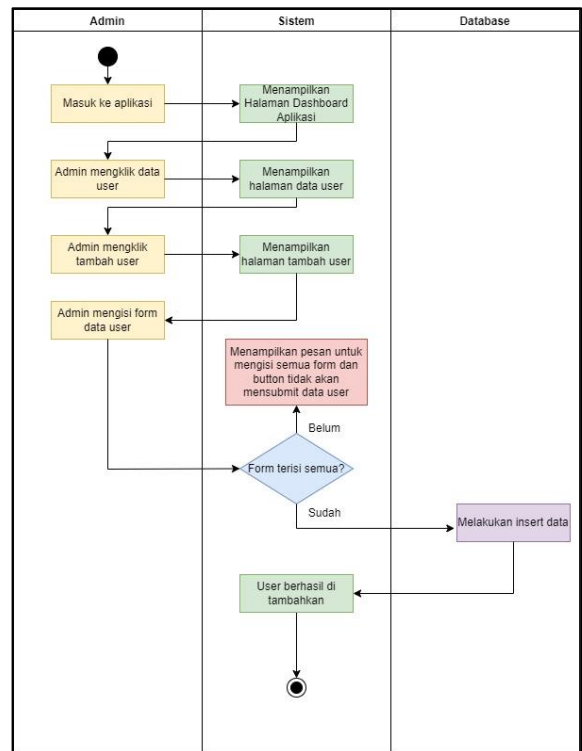 Admin
Sistem
Database
Masuk ke aplikasi
Menampilkan
Halaman Dashboard
Aplikasi
Admin mengklik data
user
Menampilkan
halaman data user
Admin mengklik
tambah user
Menampilkan
halaman tambah user
Admin mengisi form
data user
Menampilkan pesan untuk
mengisi semua form dan
button tidak akan
mensubmit data user
Belum
Form terisi semua?
Sudah
Melakukan insert data
User berhasil di
tambahkan